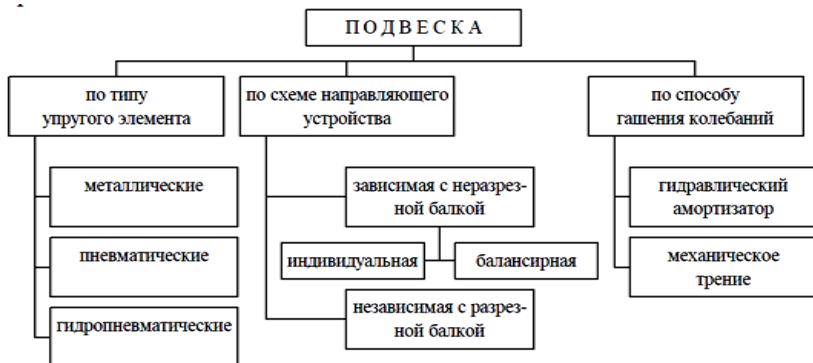 ПОДВЕСКА
по типу
упругого элемента
по схеме направляющего
устройства
по способу
гашения колебаний
металлические
пневматические
гидропневматические
зависимая с неразрез-
ной балкой
индивидуальная
балансирная
независимая с разрез-
ной балкой
гидравлический
амортизатор
механическое
трение